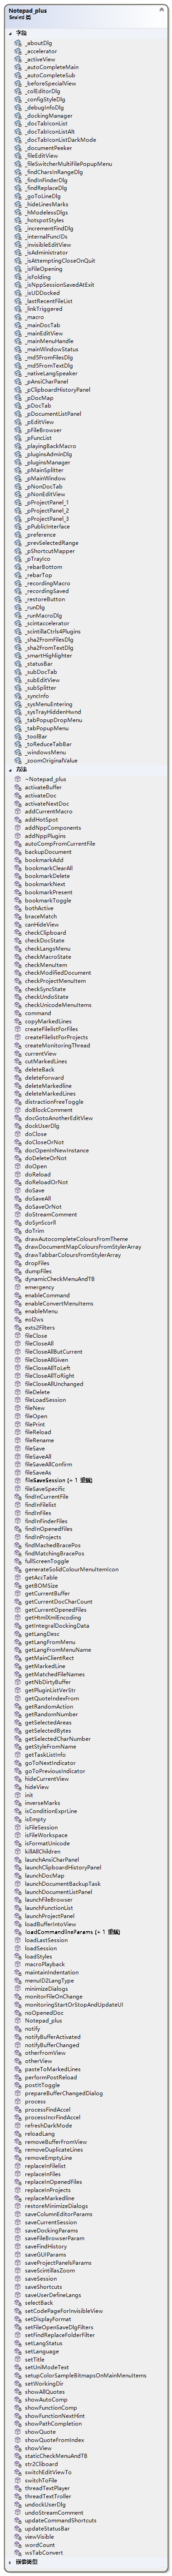 Notepad_plus
Sealed 类
字段
_aboutDlg
_accelerator
_activeView
_autoCompleteMain
_autoCompleteSub
_beforeSpecialView
_colEditorDlg
_configStyleDlg
_debugInfoDlg
_dockingManager
_docTabIconList
_docTabIconListAlt
_docTabIconListDarkMode
_documentPeeker
_fileEditView
_fileSwitcherMultiFilePopupMenu
_findCharsInRangeDlg
_findInFinderDlg
_findReplaceDlg
_goToLineDlg
_hideLinesMarks
_hModelessDlgs
_hotspotStyles
_incrementFindDlg
_internalFuncIDs
_invisibleEditView
_isAdministrator
_isAttemptingCloseOnQuit
_isFileOpening
_isFolding
_isNppSessionSavedAtExit
_isUDDocked
_lastRecentFileList
_linkTriggered
_macro
_mainDocTab
_mainEditView
_mainMenuHandle
_mainWindowStatus
_md5FromFilesDlg
_md5FromTextDlg
_nativeLangSpeaker
_pAnsiCharPanel
_pClipboardHistoryPanel
_pDocMap
_pDocTab
_pDocumentListPanel
_pEditView
_pFileBrowser
_pFuncList
_playingBackMacro
_pluginsAdminDlg
_pluginsManager
_pMainSplitter
_pMainWindow
_pNonDocTab
_pNonEditView
_pProjectPanel_1
_pProjectPanel_2
_pProjectPanel_3
_pPublicInterface
_preference
_prevSelectedRange
_pShortcutMapper
_pTrayIco
_rebarBottom
_rebarTop
_recordingMacro
_recordingSaved
_restoreButton
_runDlg
_runMacroDlg
_scintaccelerator
_scintillaCtrls4Plugins
_sha2FromFilesDlg
_sha2FromTextDlg
_smartHighlighter
_statusBar
_subDocTab
_subEditView
_subSplitter
_syncInfo
_sysMenuEntering
_sysTrayHiddenHwnd
_tabPopupDropMenu
_tabPopupMenu
_toolBar
_toReduceTabBar
_windowsMenu
_zoomOriginalValue
方法
~Notepad_plus
activateBuffer
activateDoc
activateNextDoc
addCurrentMacro
addHotSpot
addNppComponents
addNppPlugins
autoCompFromCurrentFile
backupDocument
bookmarkAdd
bookmarkClearAll
bookmarkDelete
bookmarkNext
bookmarkPresent
bookmarkToggle
bothActive
braceMatch
canHideView
checkClipboard
checkDocState
checkLangsMenu
checkMacroState
checkMenuItem
checkModifiedDocument
checkProjectMenuItem
checkSyncState
checkUndoState
checkUnicodeMenuItems
command
copyMarkedLines
createFilelistForFiles
createFilelistForProjects
createMonitoringThread
currentView
cutMarkedLines
deleteBack
deleteForward
deleteMarkedline
deleteMarkedLines
distractionFreeToggle
doBlockComment
docGotoAnotherEditView
dockUserDlg
doClose
doCloseOrNot
docOpenInNewInstance
doDeleteOrNot
doOpen
doReload
doReloadOrNot
doSave
doSaveAll
doSaveOrNot
doStreamComment
doSynScorll
doTrim
drawAutocompleteColoursFromTheme
drawDocumentMapColoursFromStylerArray
drawTabbarColoursFromStylerArray
dropFiles
dumpFiles
dynamicCheckMenuAndTB
emergency
enableCommand
enableConvertMenuItems
enableMenu
eol2ws
exts2Filters
fileClose
fileCloseAll
fileCloseAllButCurrent
fileCloseAllGiven
fileCloseAllToLeft
fileCloseAllToRight
fileCloseAllUnchanged
fileDelete
fileLoadSession
fileNew
fileOpen
filePrint
fileReload
fileRename
fileSave
fileSaveAll
fileSaveAllConfirm
fileSaveAs
fileSaveSession (+ 1 重载)
fileSaveSpecific
findInCurrentFile
findInFilelist
findInFiles
findInFinderFiles
findInOpenedFiles
findInProjects
findMachedBracePos
findMatchingBracePos
fullScreenToggle
generateSolidColourMenuItemIcon
getAccTable
getBOMSize
getCurrentBuffer
getCurrentDocCharCount
getCurrentOpenedFiles
getHtmlXmlEncoding
getIntegralDockingData
getLangDesc
getLangFromMenu
getLangFromMenuName
getMainClientRect
getMarkedLine
getMatchedFileNames
getNbDirtyBuffer
getPluginListVerStr
getQuoteIndexFrom
getRandomAction
getRandomNumber
getSelectedAreas
getSelectedBytes
getSelectedCharNumber
getStyleFromName
getTaskListInfo
goToNextIndicator
goToPreviousIndicator
hideCurrentView
hideView
init
inverseMarks
isConditionExprLine
isEmpty
isFileSession
isFileWorkspace
isFormatUnicode
killAllChildren
launchAnsiCharPanel
launchClipboardHistoryPanel
launchDocMap
launchDocumentBackupTask
launchDocumentListPanel
launchFileBrowser
launchFunctionList
launchProjectPanel
loadBufferIntoView
loadCommandlineParams (+ 1 重载)
loadLastSession
loadSession
loadStyles
macroPlayback
maintainIndentation
menuID2LangType
minimizeDialogs
monitorFileOnChange
monitoringStartOrStopAndUpdateUI
noOpenedDoc
Notepad_plus
notify
notifyBufferActivated
notifyBufferChanged
otherFromView
otherView
pasteToMarkedLines
performPostReload
postItToggle
prepareBufferChangedDialog
process
processFindAccel
processIncrFindAccel
refreshDarkMode
reloadLang
removeBufferFromView
removeDuplicateLines
removeEmptyLine
replaceInFilelist
replaceInFiles
replaceInOpenedFiles
replaceInProjects
replaceMarkedline
restoreMinimizeDialogs
saveColumnEditorParams
saveCurrentSession
saveDockingParams
saveFileBrowserParam
saveFindHistory
saveGUIParams
saveProjectPanelsParams
saveScintillasZoom
saveSession
saveShortcuts
saveUserDefineLangs
selectBack
setCodePageForInvisibleView
setDisplayFormat
setFileOpenSaveDlgFilters
setFindReplaceFolderFilter
setLangStatus
setLanguage
setTitle
setUniModeText
setupColorSampleBitmapsOnMainMenuItems
setWorkingDir
showAllQuotes
showAutoComp
showFunctionComp
showFunctionNextHint
showPathCompletion
showQuote
showQuoteFromIndex
showView
staticCheckMenuAndTB
str2Cliboard
switchEditViewTo
switchToFile
threadTextPlayer
threadTextTroller
undockUserDlg
undoStreamComment
updateCommandShortcuts
updateStatusBar
viewVisible
wordCount
wsTabConvert
嵌套类型